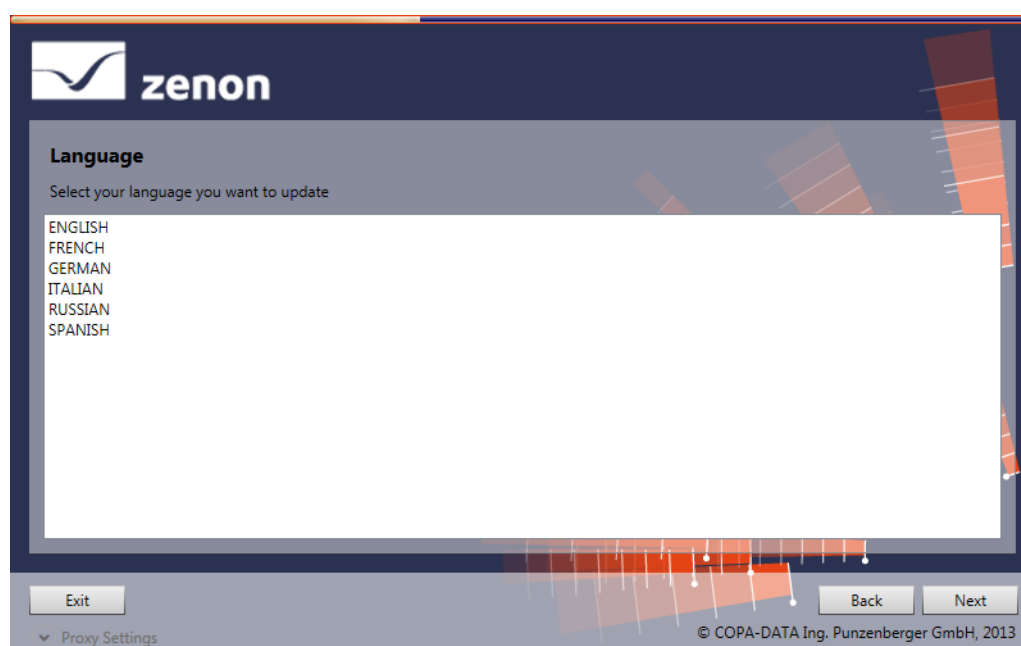 zenon
Language
Select your language you want to update
ENGLISH
FRENCH
GERMAN
ITALIAN
RUSSIAN
SPANISH
Exit
Back
Next
Proxy Settings
© COPA-DATA Ing. Punzenberger GmbH, 2013